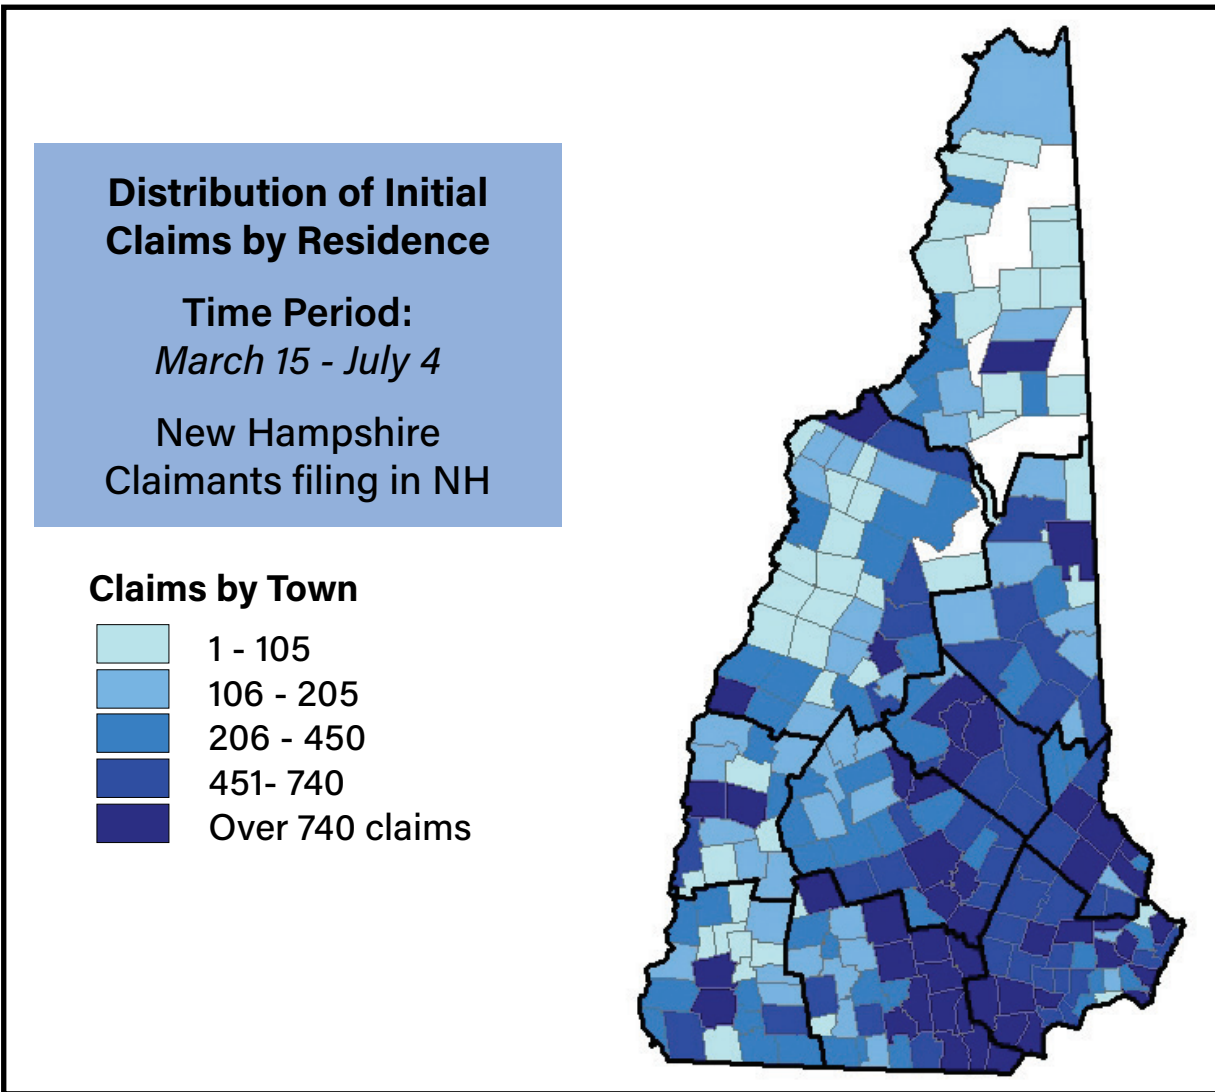 Distribution of Initial
Claims by Residence
Time Period:
March 15 - July 4
New Hampshire
Claimants filing in NH
Claims by Town
1 - 105
106 - 205
206 - 450
451- 740
Over 740 claims